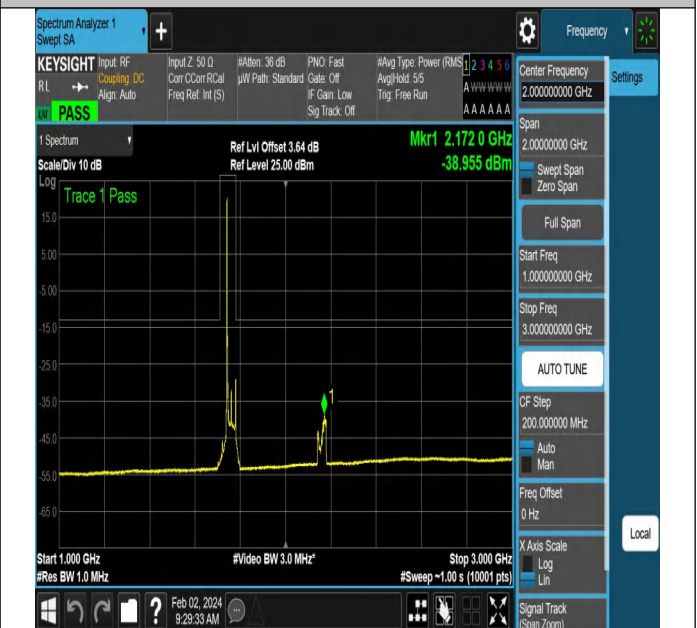 Spectrum Analyzer 1
Swept SA
+
Frequency
KEYSIGHT
RL
PASS
Input: RF
Coupling: DC
Align: Auto
Input Z: 50 Ω
Corr CCorr RCal
Freq Ref: Int (S)
#Atten: 36 dB
µW Path: Standard
PNO: Fast
Gate: Off
IF Gain: Low
Sig Track: Off
#Avg Type: Power (RMS
Avg|Hold: 5/5
Trig: Free Run
1 2 3 4 5 6
A W W W W W
A A A A A A
1 Spectrum
Scale/Div 10 dB
Log
Ref Lvl Offset 3.64 dB
Ref Level 25.00 dBm
Mkr1 2.172 0 GHz
-38.955 dBm
Trace 1 Pass
15.0
5.00
-5.00
-15.0
-25.0
-35.0
-45.0
-55.0
-65.0
1
Start 1.000 GHz
#Res BW 1.0 MHz
#Video BW 3.0 MHz*
Stop 3.000 GHz
#Sweep ~1.00 s (10001 pts)
Center Frequency
2.000000000 GHz
Settings
Span
2.00000000 GHz
Swept Span
Zero Span
Full Span
Start Freq
1.000000000 GHz
Stop Freq
3.000000000 GHz
AUTO TUNE
CF Step
200.000000 MHz
Auto
Man
Freq Offset
0 Hz
Local
X Axis Scale
Log
Lin
Signal Track
(Span Zoom)
?
Feb 02, 2024
9:29:33 AM